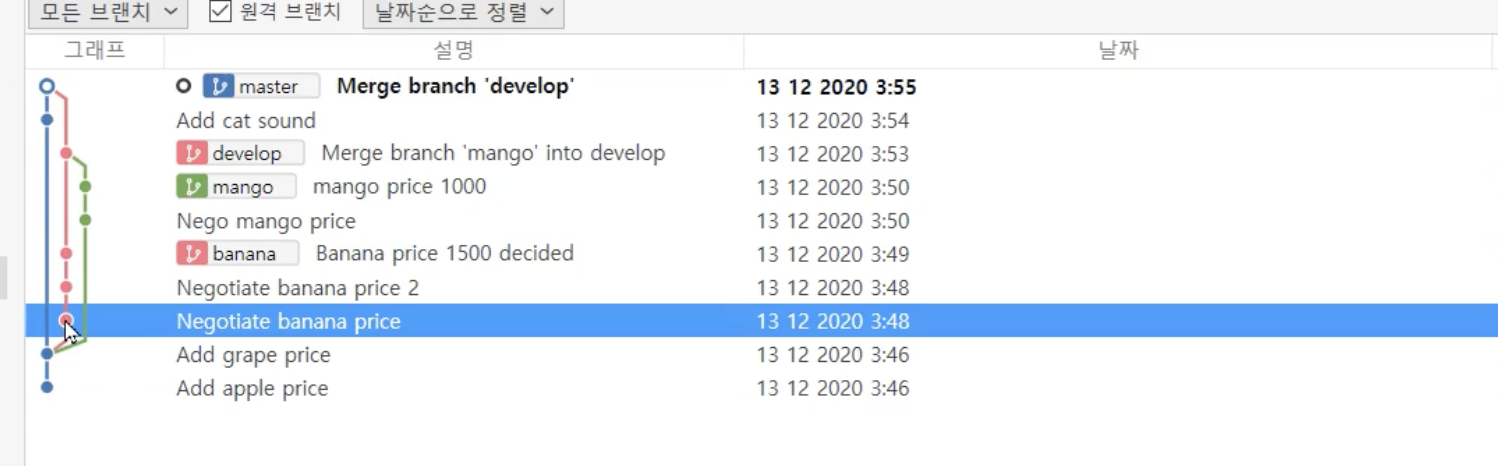 모든 브랜치 원격 브랜치 날짜순으로 정렬
그래프 설명 날짜
master Merge branch 'develop' 13 12 2020 3:55
Add cat sound 13 12 2020 3:54
develop Merge branch 'mango' into develop 13 12 2020 3:53
mango mango price 1000 13 12 2020 3:50
Nego mango price 13 12 2020 3:50
banana Banana price 1500 decided 13 12 2020 3:49
Negotiate banana price 2 13 12 2020 3:48
Negotiate banana price 13 12 2020 3:48
Add grape price 13 12 2020 3:46
Add apple price 13 12 2020 3:46